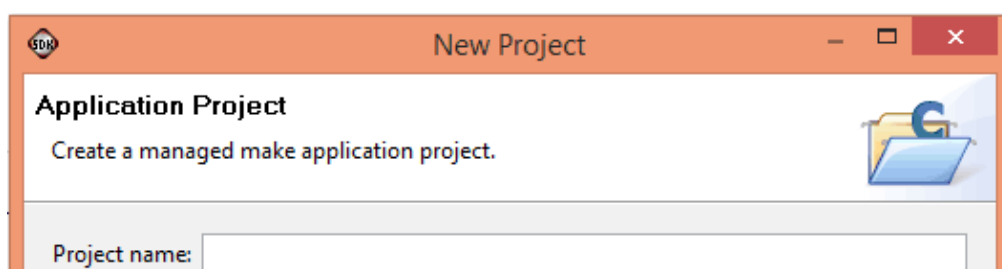 SDK
New Project
Application Project
C
Create a managed make application project.
Project name: